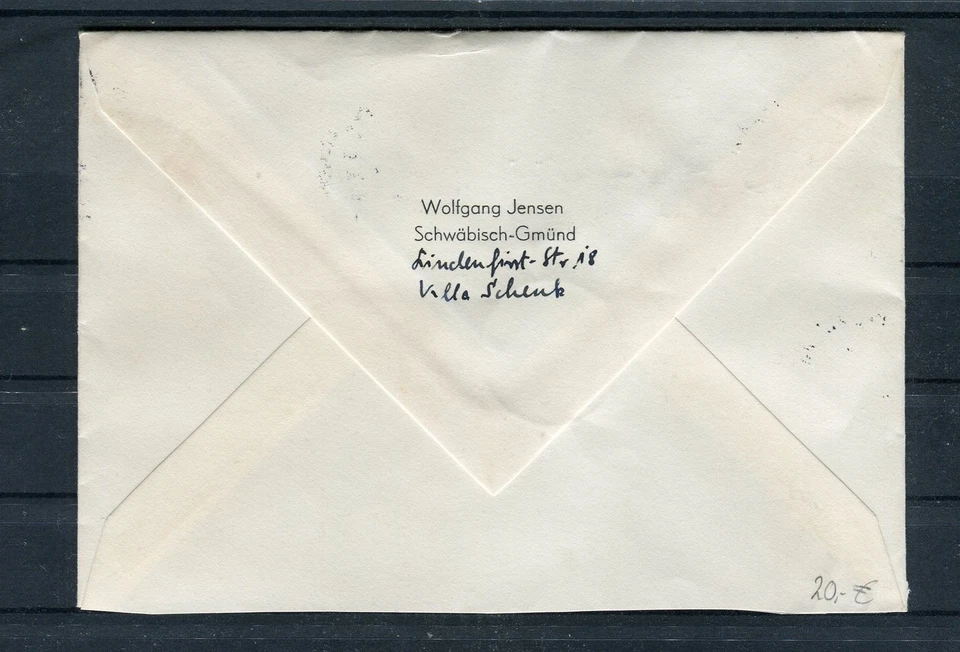 Wolfgang Jensen
Schwäbisch-Gmünd
Lindenfirst-Str. 18
Villa Schenk
20,- €